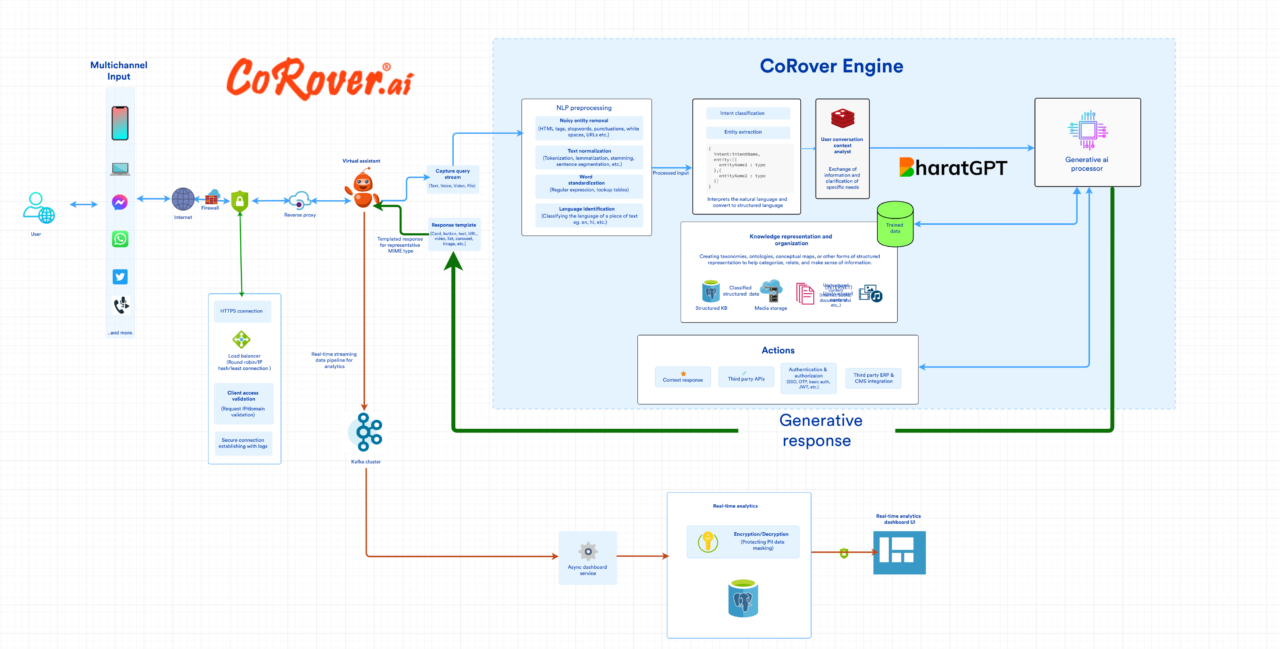 Multichannel
Input
CoRover.ai®
...and more
User
Internet
Firewall
Reverse proxy
HTTPS connection
Load balancer
(Round robin/IP
hash/least connection )
Client access
validation
(Request IP/domain
validation)
Secure connection
establishing with logs
Virtual assistant
Capture query
stream
(Text, Voice, Video, File)
Response template
(Card, button, text, URL,
video, list, carousel,
image, etc.)
Templated response
for representative
MIME type
Real-time streaming
data pipeline for
analytics
Kafka cluster
CoRover Engine
NLP preprocessing
Noisy entity removal
(HTML tags, stopwords, punctuations, white
spaces, URLs etc.)
Text normalization
(Tokenization, lemmatization, stemming,
sentence segmentation, etc.)
Word
standardization
(Regular expression, lookup tables)
Language identification
(Classifying the language of a piece of text
eg. en, hi, etc.)
Processed input
Intent classification
Entity extraction
{
intent:intentName,
entity:[{
entityName1 : type
},{
entityName2 : type
}]
}
Interprets the natural language and
convert to structured language
User conversation
context
analyst
Exchange of
information and
clarification of
specific needs
BharatGPT
Generative ai
processor
Trained
data
Knowledge representation and
organization
Creating taxonomies, ontologies, conceptual maps, or other forms of structured
representation to help categorize, relate, and make sense of information.
Classified
structured data
Structured KB
Media storage
etc..)
Actions
Context response
Third party APIs
Authentication &
authorizaion
(SSO, OTP, basic auth,
JWT, etc.)
Third party ERP &
CMS integration
Generative
response
Async dashboard
service
Real-time analytics
Encryption/Decryption
(Protecting PII data
masking)
Real-time analytics
dashboard UI